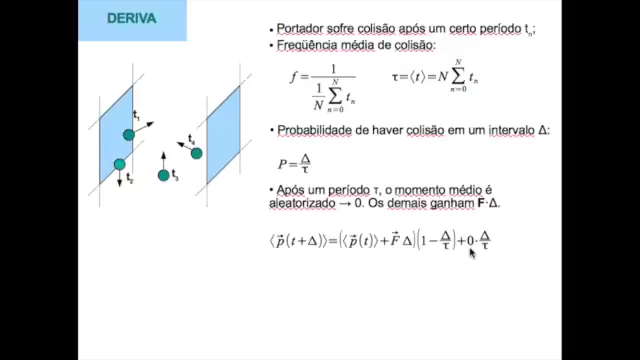 DERIVA
• Portador sofre colisão após um certo período tₙ;
• Freqüência média de colisão:
f = 1 / ( (1/N) ∑_{n=0}^{N} tₙ )    τ = ⟨t⟩ = N ∑_{n=0}^{N} tₙ
• Probabilidade de haver colisão em um intervalo Δ:
P = Δ/τ
• Após um período τ, o momento médio é
aleatorizado → 0. Os demais ganham F·Δ.
⟨p⃗(t+Δ)⟩ = (⟨p⃗(t)⟩ + F⃗ Δ)(1 − Δ/τ) + 0· Δ/τ
t₁
t₄
t₂
t₃